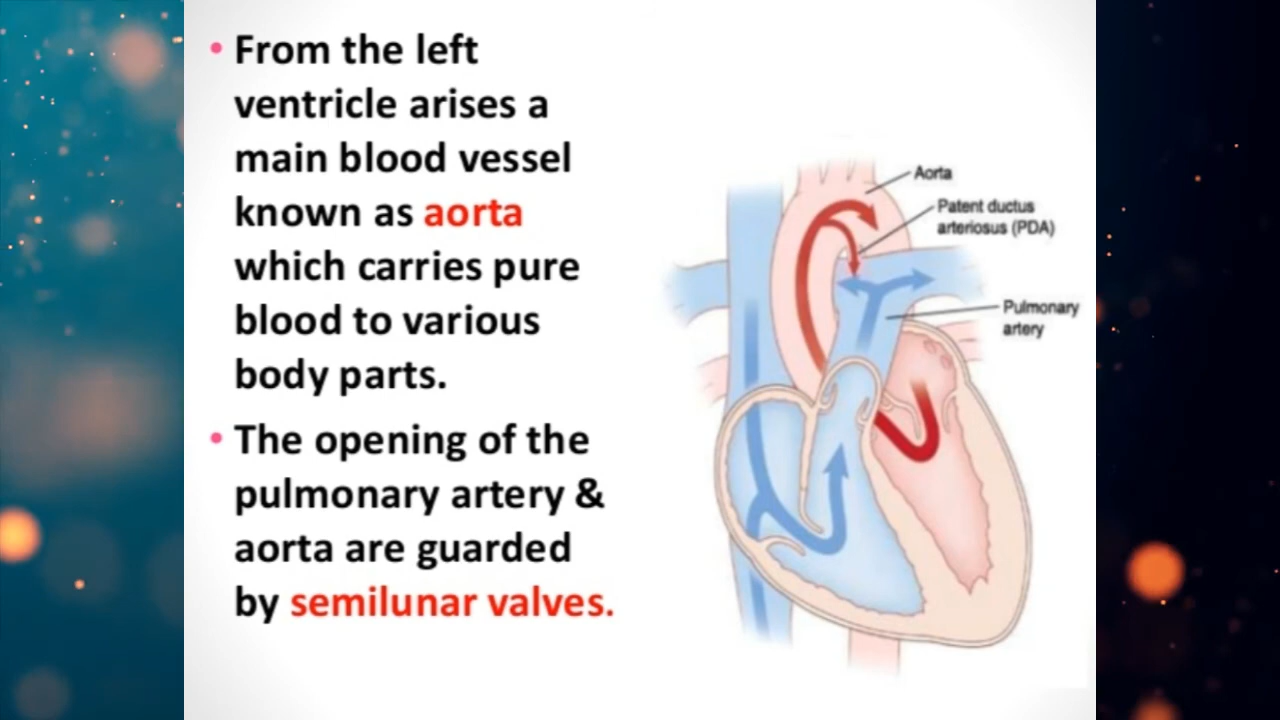 • From the left
ventricle arises a
main blood vessel
known as aorta
which carries pure
blood to various
body parts.
• The opening of the
pulmonary artery &
aorta are guarded
by semilunar valves.
Aorta
Patent ductus
arteriosus (PDA)
Pulmonary
artery